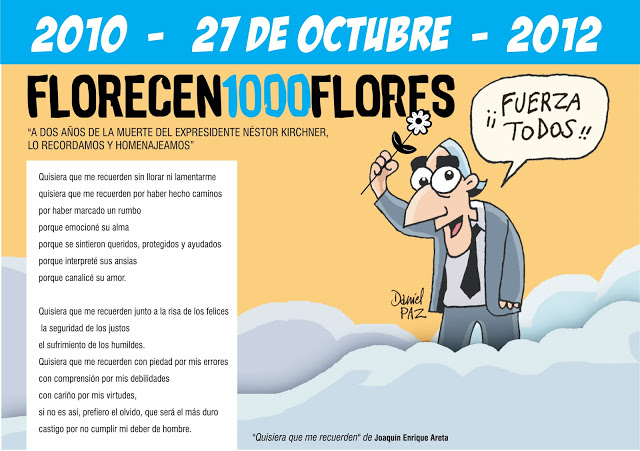 2010 - 27 DE OCTUBRE - 2012
FLORECEN1000FLORES
“A DOS AÑOS DE LA MUERTE DEL EXPRESIDENTE NÉSTOR KIRCHNER,
LO RECORDAMOS Y HOMENAJEAMOS”
¡¡FUERZA
TODOS!!
Quisiera que me recuerden sin llorar ni lamentarme
quisiera que me recuerden por haber hecho caminos
por haber marcado un rumbo
porque emocioné su alma
porque se sintieron queridos, protegidos y ayudados
porque interpreté sus ansias
porque canalicé su amor.
Quisiera que me recuerden junto a la risa de los felices
la seguridad de los justos
el sufrimiento de los humildes.
Quisiera que me recuerden con piedad por mis errores
con comprensión por mis debilidades
con cariño por mis virtudes,
si no es asi, prefiero el olvido, que será el más duro
castigo por no cumplir mi deber de hombre.
Daniel
PAZ
"Quisiera que me recuerden" de Joaquín Enrique Areta